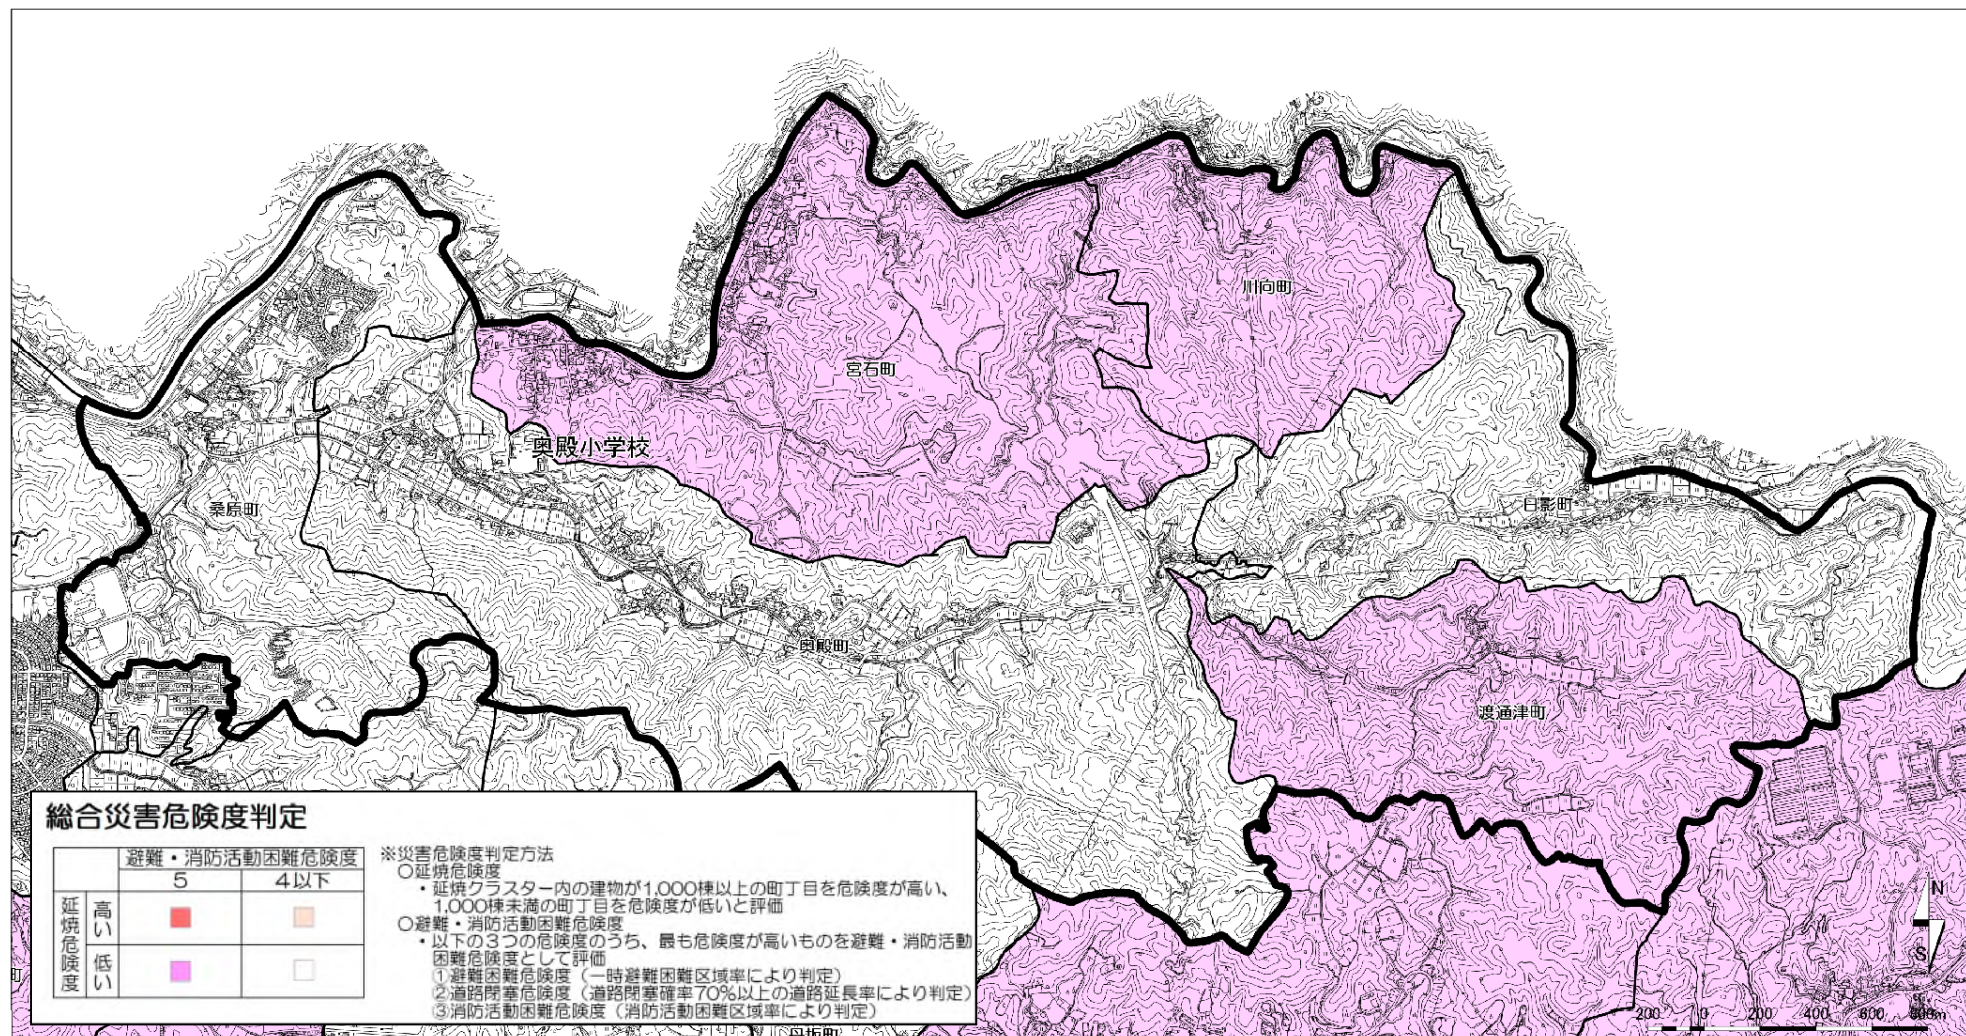 川向町
宮石町
奥殿小学校
桑原町
日影町
奥殿町
渡通津町
総合災害危険度判定
避難・消防活動困難危険度
5
4以下
延焼危険度
高い
低い
※災害危険度判定方法
○延焼危険度
・延焼クラスター内の建物が1,000棟以上の町丁目を危険度が高い、
1,000棟未満の町丁目を危険度が低いと評価
○避難・消防活動困難危険度
・以下の3つの危険度のうち、最も危険度が高いものを避難・消防活動
困難危険度として評価
①避難困難危険度（一時避難困難区域率により判定）
②道路閉塞危険度（道路閉塞確率70%以上の道路延長率により判定）
③消防活動困難危険度（消防活動困難区域率により判定）
N
S
200 0 200 400 600
町